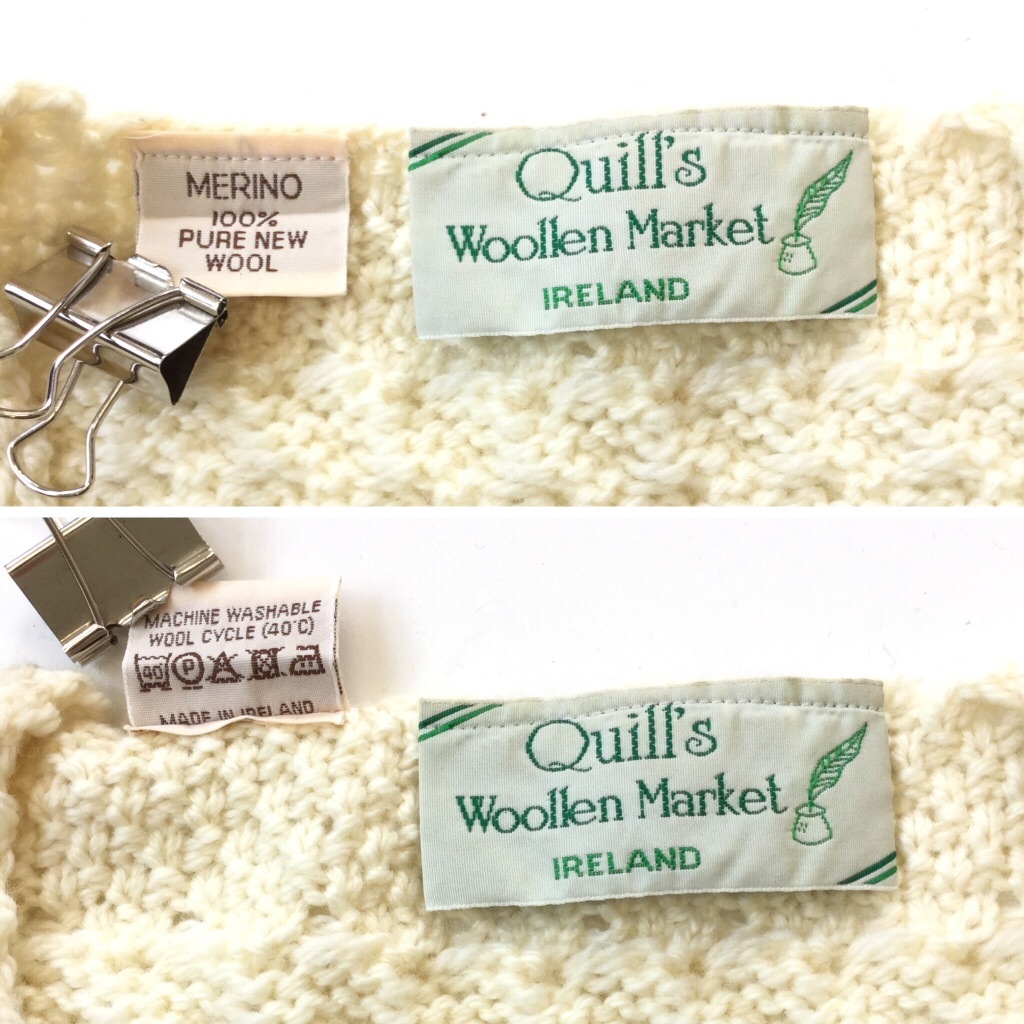 MERINO
100%
PURE NEW
WOOL
Quill's
Woollen Market
IRELAND
MACHINE WASHABLE
WOOL CYCLE (40°C)
40 P A
MADE IN IRELAND
Quill's
Woollen Market
IRELAND